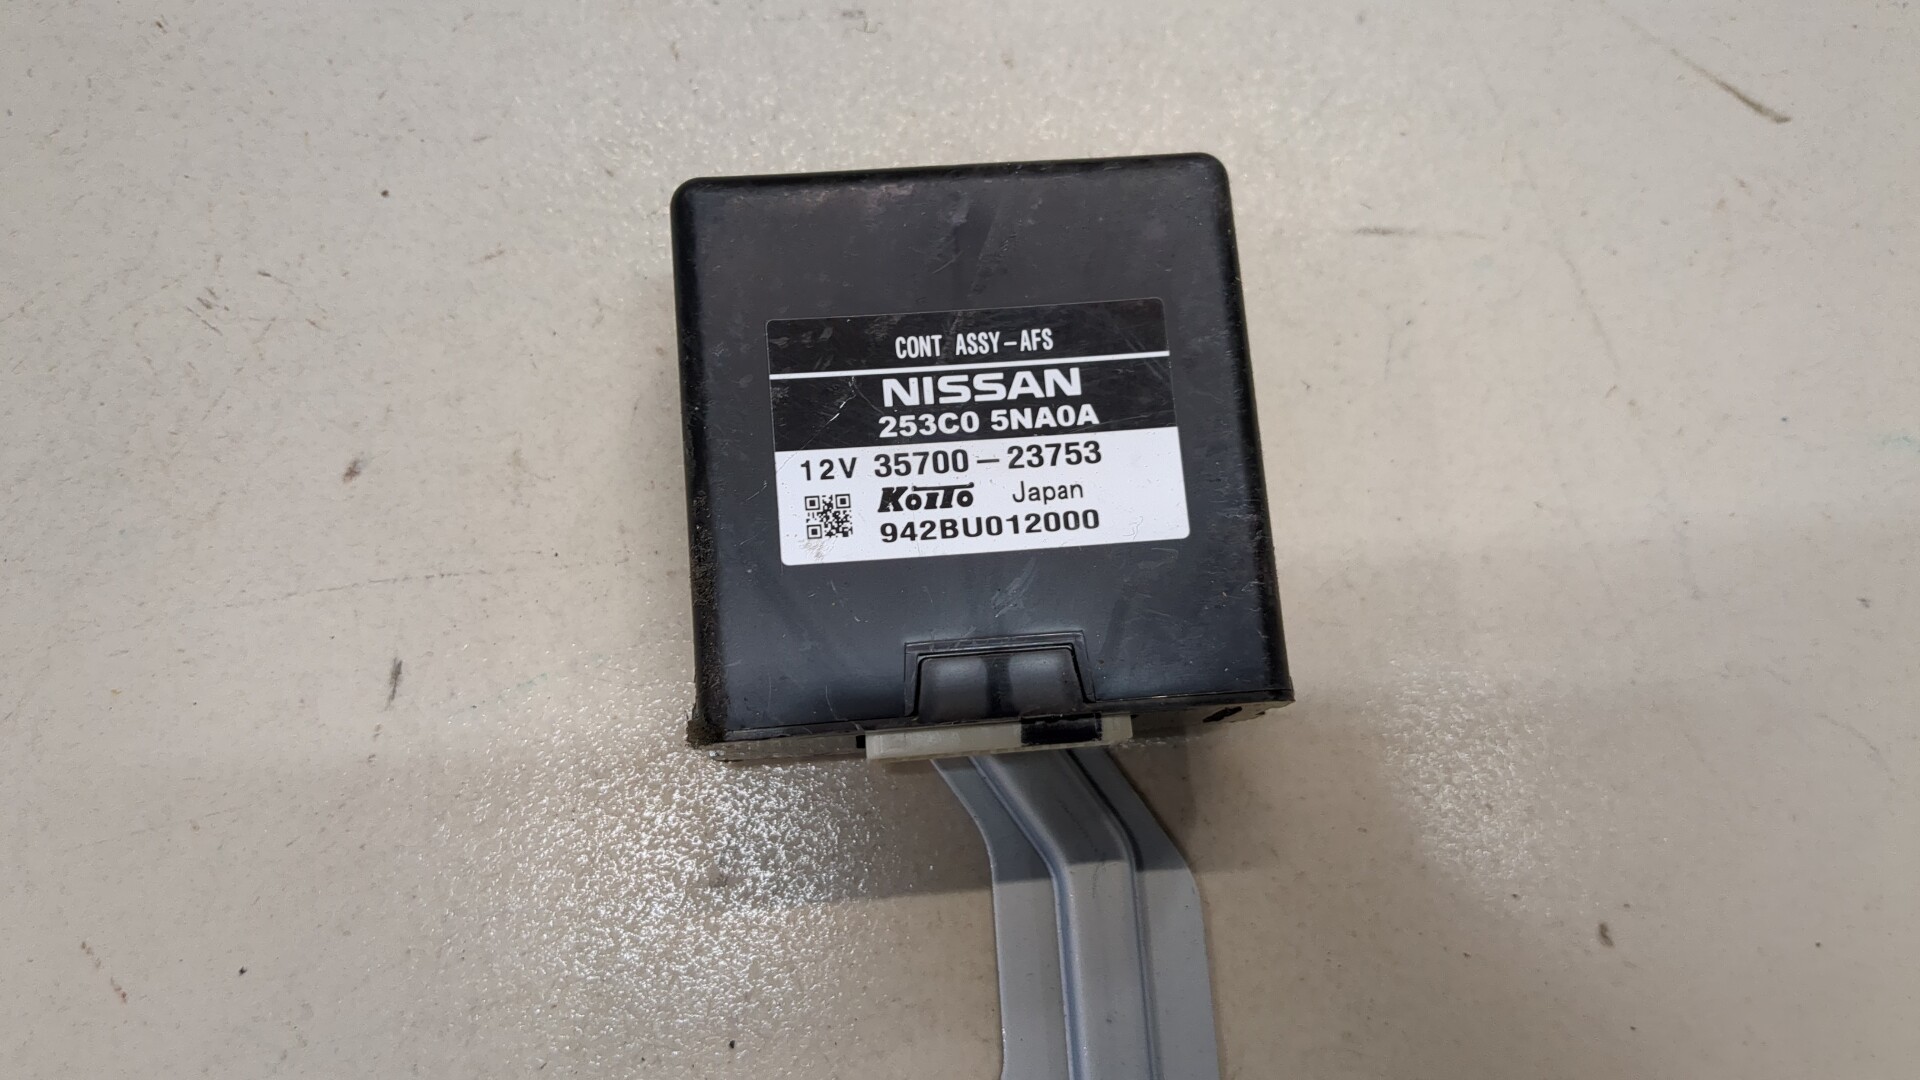 CONT ASSY-AFS
NISSAN
253C0 5NA0A
12V 35700-23753
KOITO Japan
942BU012000